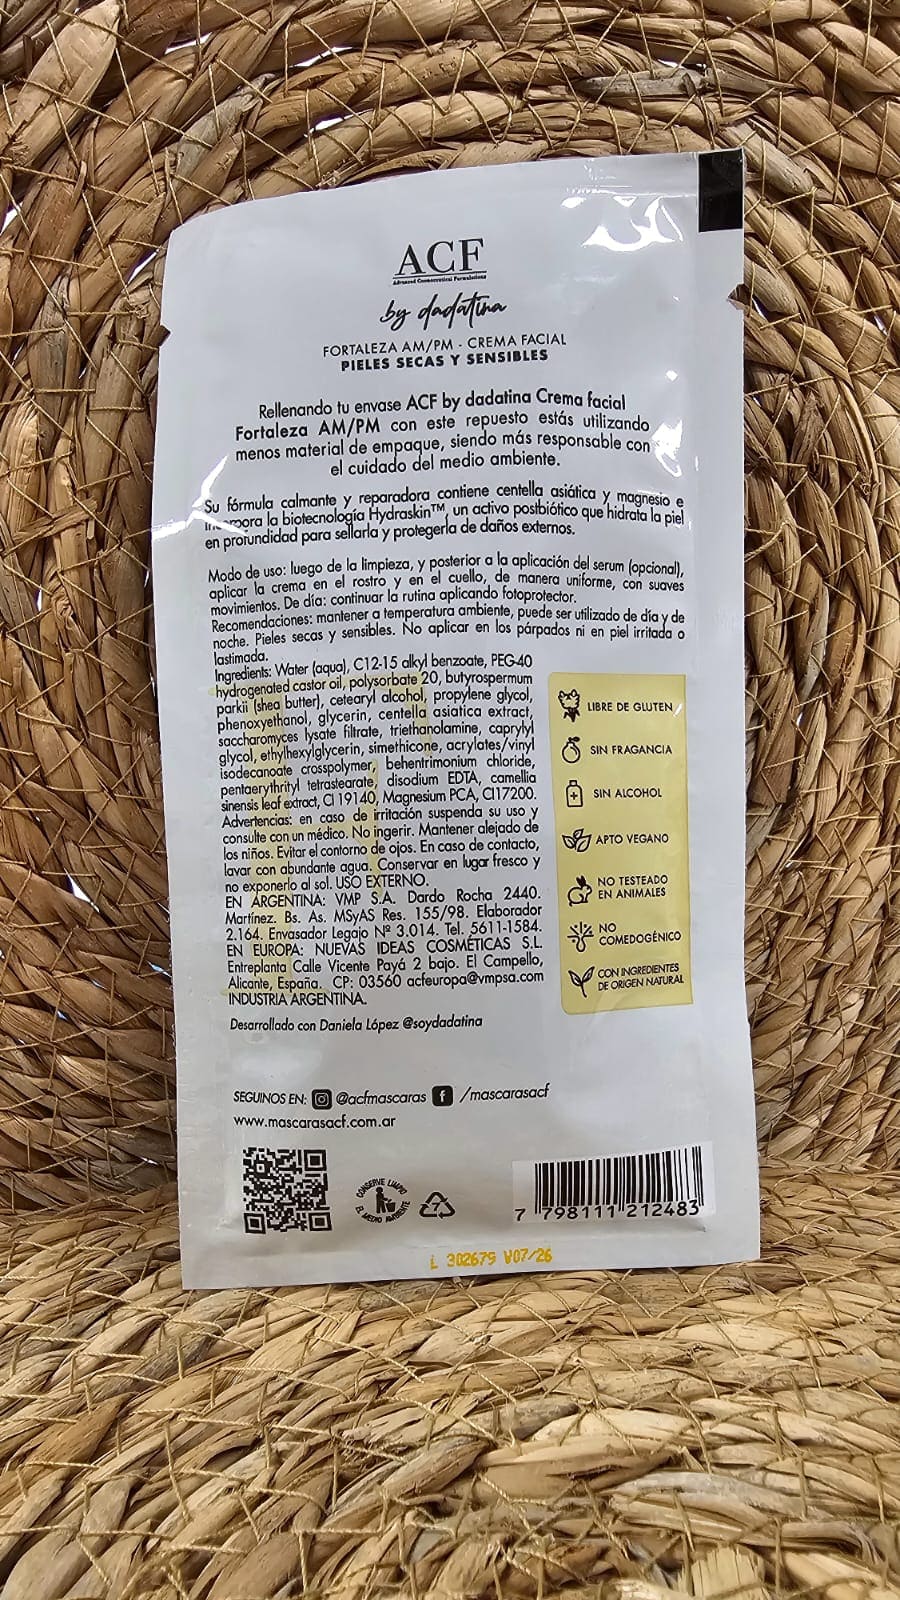 ACF
Advanced Cosmeceutical Formulations
by dadatina
FORTALEZA AM/PM - CREMA FACIAL
PIELES SECAS Y SENSIBLES
Rellenando tu envase ACF by dadatina Crema facial
Fortaleza AM/PM con este repuesto estás utilizando
menos material de empaque, siendo más responsable con
el cuidado del medio ambiente.
Su fórmula calmante y reparadora contiene centella asiática y magnesio e
incorpora la biotecnología Hydraskin™, un activo postbiótico que hidrata la piel
en profundidad para sellarla y protegerla de daños externos.
Modo de uso: luego de la limpieza, y posterior a la aplicación del serum (opcional),
aplicar la crema en el rostro y en el cuello, de manera uniforme, con suaves
movimientos. De día: continuar la rutina aplicando fotoprotector.
Recomendaciones: mantener a temperatura ambiente, puede ser utilizado de día y de
noche. Pieles secas y sensibles. No aplicar en los párpados ni en piel irritada o
lastimada.
Ingredients: Water (aqua), C12-15 alkyl benzoate, PEG-40
hydrogenated castor oil, polysorbate 20, butyrospermum
parkii (shea butter), cetearyl alcohol, propylene glycol,
phenoxyethanol, glycerin, centella asiatica extract,
saccharomyces lysate filtrate, triethanolamine, caprylyl
glycol, ethylhexylglycerin, simethicone, acrylates/vinyl
isodecanoate crosspolymer, behentrimonium chloride,
pentaerythrityl tetrastearate, disodium EDTA, camellia
sinensis leaf extract, CI 19140, Magnesium PCA, CI17200.
Advertencias: en caso de irritación suspenda su uso y
consulte con un médico. No ingerir. Mantener alejado de
los niños. Evitar el contorno de ojos. En caso de contacto,
lavar con abundante agua. Conservar en lugar fresco y
no exponerlo al sol. USO EXTERNO.
EN ARGENTINA: VMP S.A. Dardo Rocha 2440.
Martínez. Bs. As. MSyAS Res. 155/98. Elaborador
2.164. Envasador Legajo Nº 3.014. Tel. 5611-1584.
EN EUROPA: NUEVAS IDEAS COSMÉTICAS S.L.
Entreplanta Calle Vicente Payá 2 bajo. El Campello,
Alicante, España. CP: 03560 acfeuropa@vmpsa.com
INDUSTRIA ARGENTINA.
LIBRE DE GLUTEN
SIN FRAGANCIA
SIN ALCOHOL
APTO VEGANO
NO TESTEADO
EN ANIMALES
NO
COMEDOGÉNICO
CON INGREDIENTES
DE ORIGEN NATURAL
Desarrollado con Daniela López @soydadatina
SEGUINOS EN: @acfmascaras /mascarasacf
www.mascarasacf.com.ar
CONSERVE LIMPIO
EL MEDIO AMBIENTE
7
7 798111 212483
L 302679 V07/26